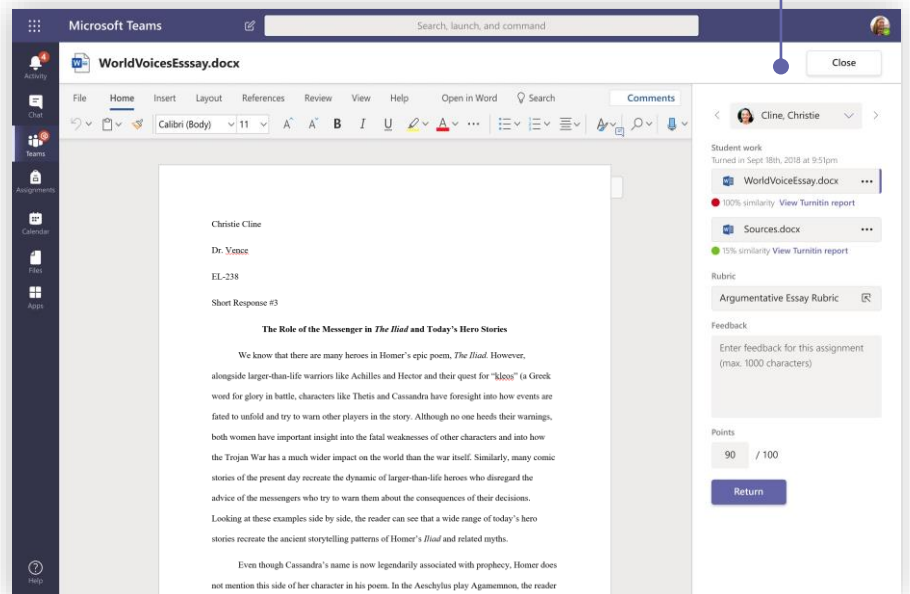 Microsoft Teams
Search, launch, and command
4
Activity
Chat
Teams
Assignments
Calendar
Files
Apps
Help
WorldVoicesEsssay.docx
Close
File Home Insert Layout References Review View Help Open in Word Search Comments
Calibri (Body) 11 A A B I U A
Christie Cline
Dr. Vence
EL-238
Short Response #3
The Role of the Messenger in The Iliad and Today's Hero Stories
We know that there are many heroes in Homer's epic poem, The Iliad. However,
alongside larger-than-life warriors like Achilles and Hector and their quest for "kleos" (a Greek
word for glory in battle, characters like Thetis and Cassandra have foresight into how events are
fated to unfold and try to warn other players in the story. Although no one heeds their warnings,
both women have important insight into the fatal weaknesses of other characters and into how
the Trojan War has a much wider impact on the world than the war itself. Similarly, many comic
stories of the present day recreate the dynamic of larger-than-life heroes who disregard the
advice of the messengers who try to warn them about the consequences of their decisions.
Looking at these examples side by side, the reader can see that a wide range of today's hero
stories recreate the ancient storytelling patterns of Homer's Iliad and related myths.
Even though Cassandra's name is now legendarily associated with prophecy, Homer does
not mention this side of her character in his poem. In the Aeschylus play Agamemnon, the reader
Cline, Christie
Student work
Turned in Sept 18th, 2018 at 9:51pm
WorldVoiceEssay.docx
100% similarity View Turnitin report
Sources.docx
15% similarity View Turnitin report
Rubric
Argumentative Essay Rubric
Feedback
Enter feedback for this assignment
(max. 1000 characters)
Points
90 / 100
Return